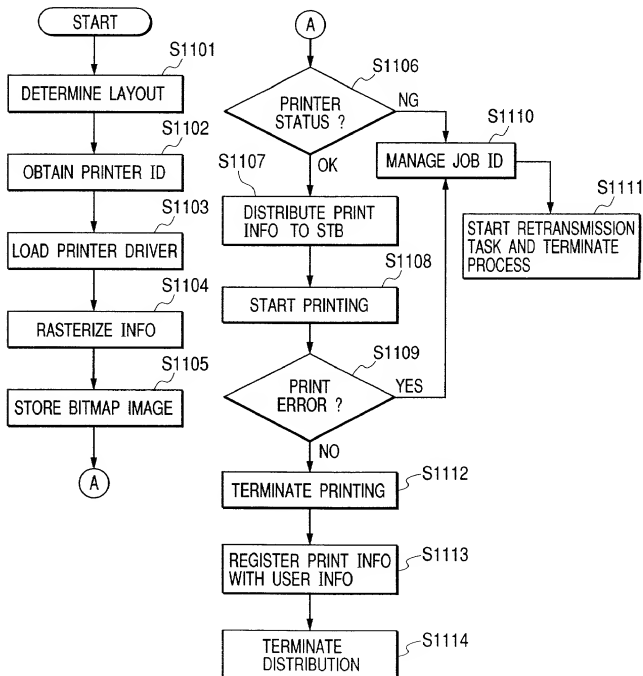 START
S1101
DETERMINE LAYOUT
S1102
OBTAIN PRINTER ID
S1103
LOAD PRINTER DRIVER
S1104
RASTERIZE INFO
S1105
STORE BITMAP IMAGE
A
A
S1106
PRINTER
STATUS ?
NG
OK
S1110
MANAGE JOB ID
S1111
START RETRANSMISSION
TASK AND TERMINATE
PROCESS
S1107
DISTRIBUTE PRINT
INFO TO STB
S1108
START PRINTING
S1109
PRINT
ERROR ?
YES
NO
S1112
TERMINATE PRINTING
S1113
REGISTER PRINT INFO
WITH USER INFO
S1114
TERMINATE
DISTRIBUTION